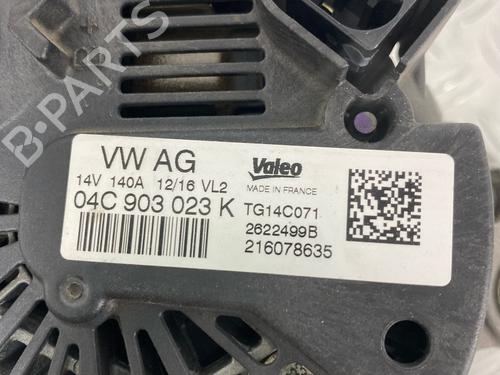 B-PARTS
VW AG
Valeo
14V 140A 12/16 VL2
MADE IN FRANCE
04C 903 023 K
TG14C071
2622499B
216078635